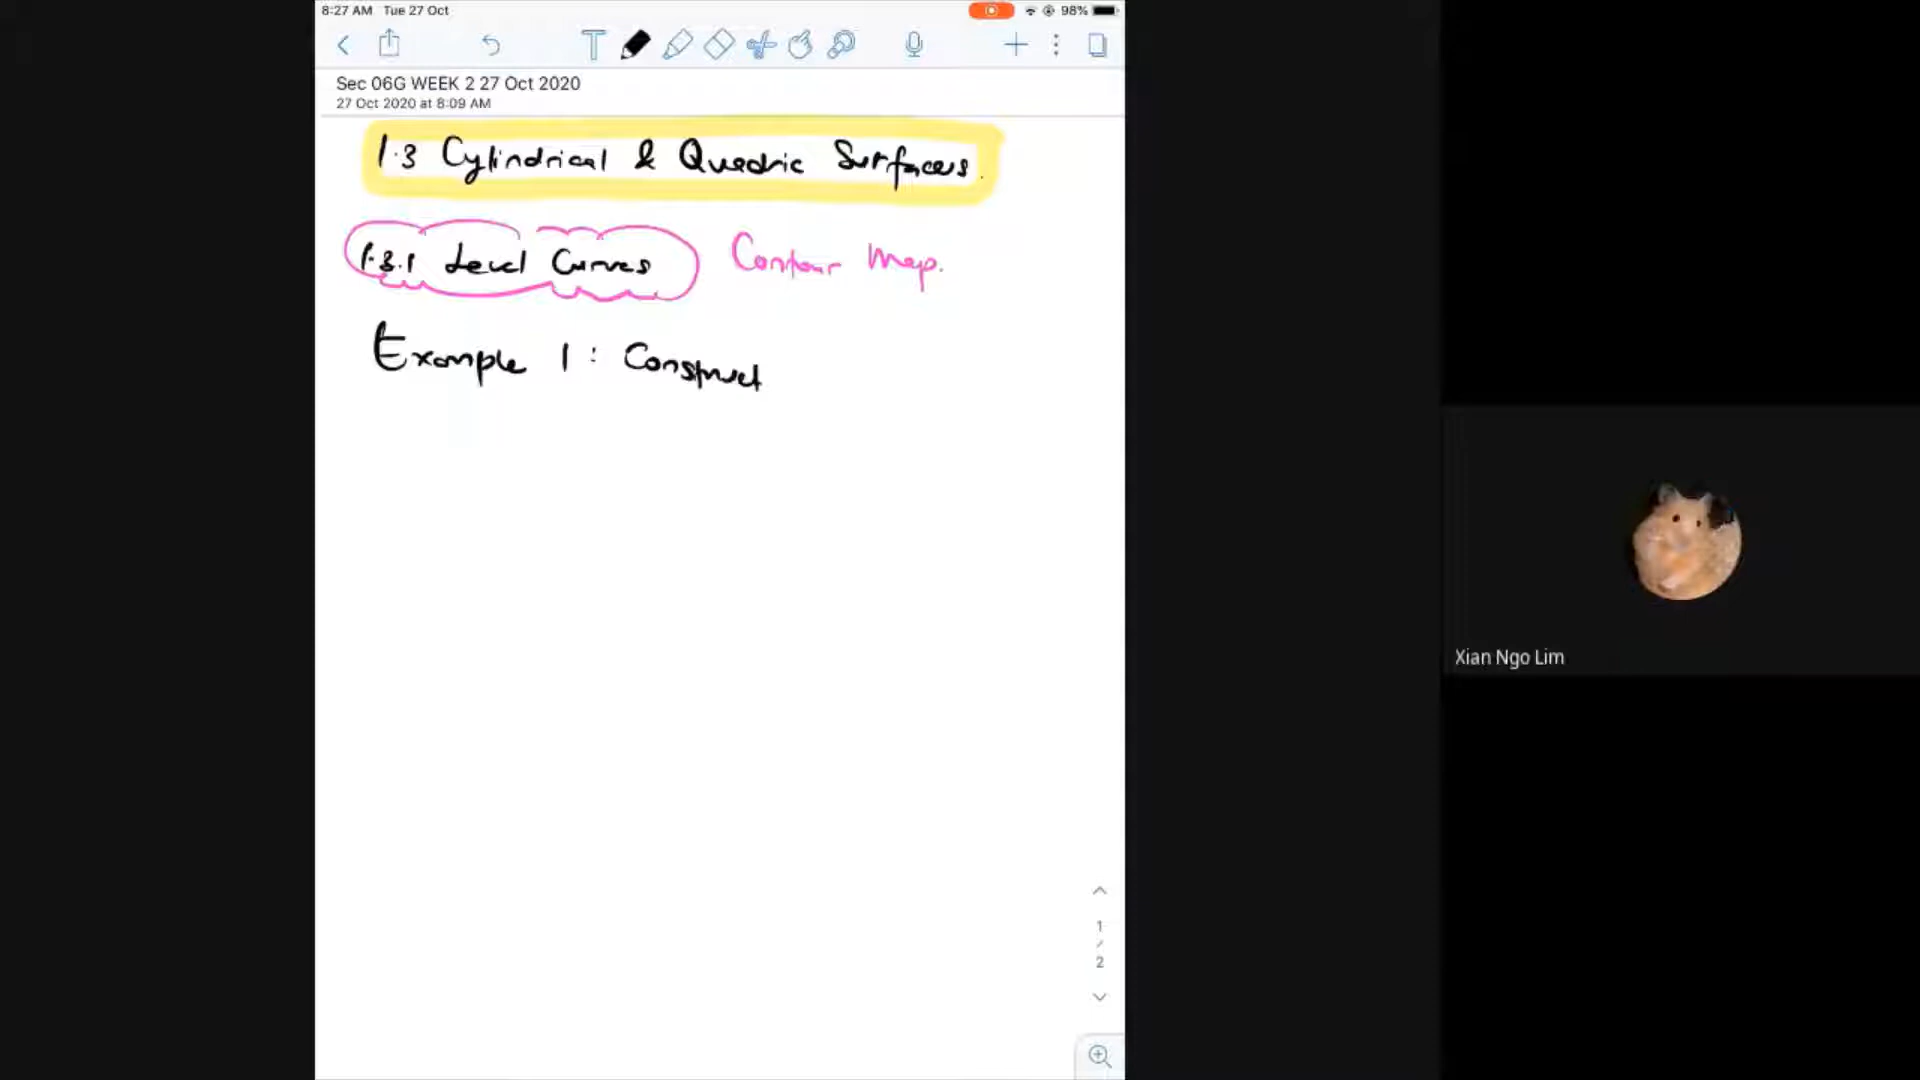 8:27 AM Tue 27 Oct 98%
Sec 06G WEEK 2 27 Oct 2020
27 Oct 2020 at 8:09 AM
1.3 Cylindrical & Quadric Surfaces.
1.3.1 Level Curves Contour Map.
Example 1 : Construct
Xian Ngo Lim
1
/
2